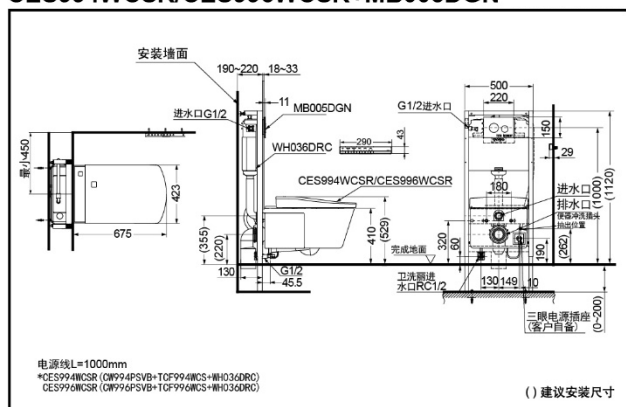 CES994WCSR/CES996WCSR+MB005DGN
安装墙面
190~220
18~33
11
MB005DGN
进水口G1/2
290
43
WH036DRC
CES994WCSR/CES996WCSR
最小450
423
675
(355)
(220)
130
G1/2
45.5
410
(529)
完成地面
500
220
G1/2进水口
150
29
180
进水口
排水口
便器冲洗插头
抽出位置
(1000)
(1120)
320
60
190
(262)
卫洗丽进
水口RC1/2
130
149
10
三眼电源插座
(客户自备)
(0~200)
电源线L=1000mm
*CES994WCSR(CW994PSVB+TCF994WCS+WH036DRC)
CES996WCSR(CW996PSVB+TCF996WCS+WH036DRC)
( ) 建议安装尺寸